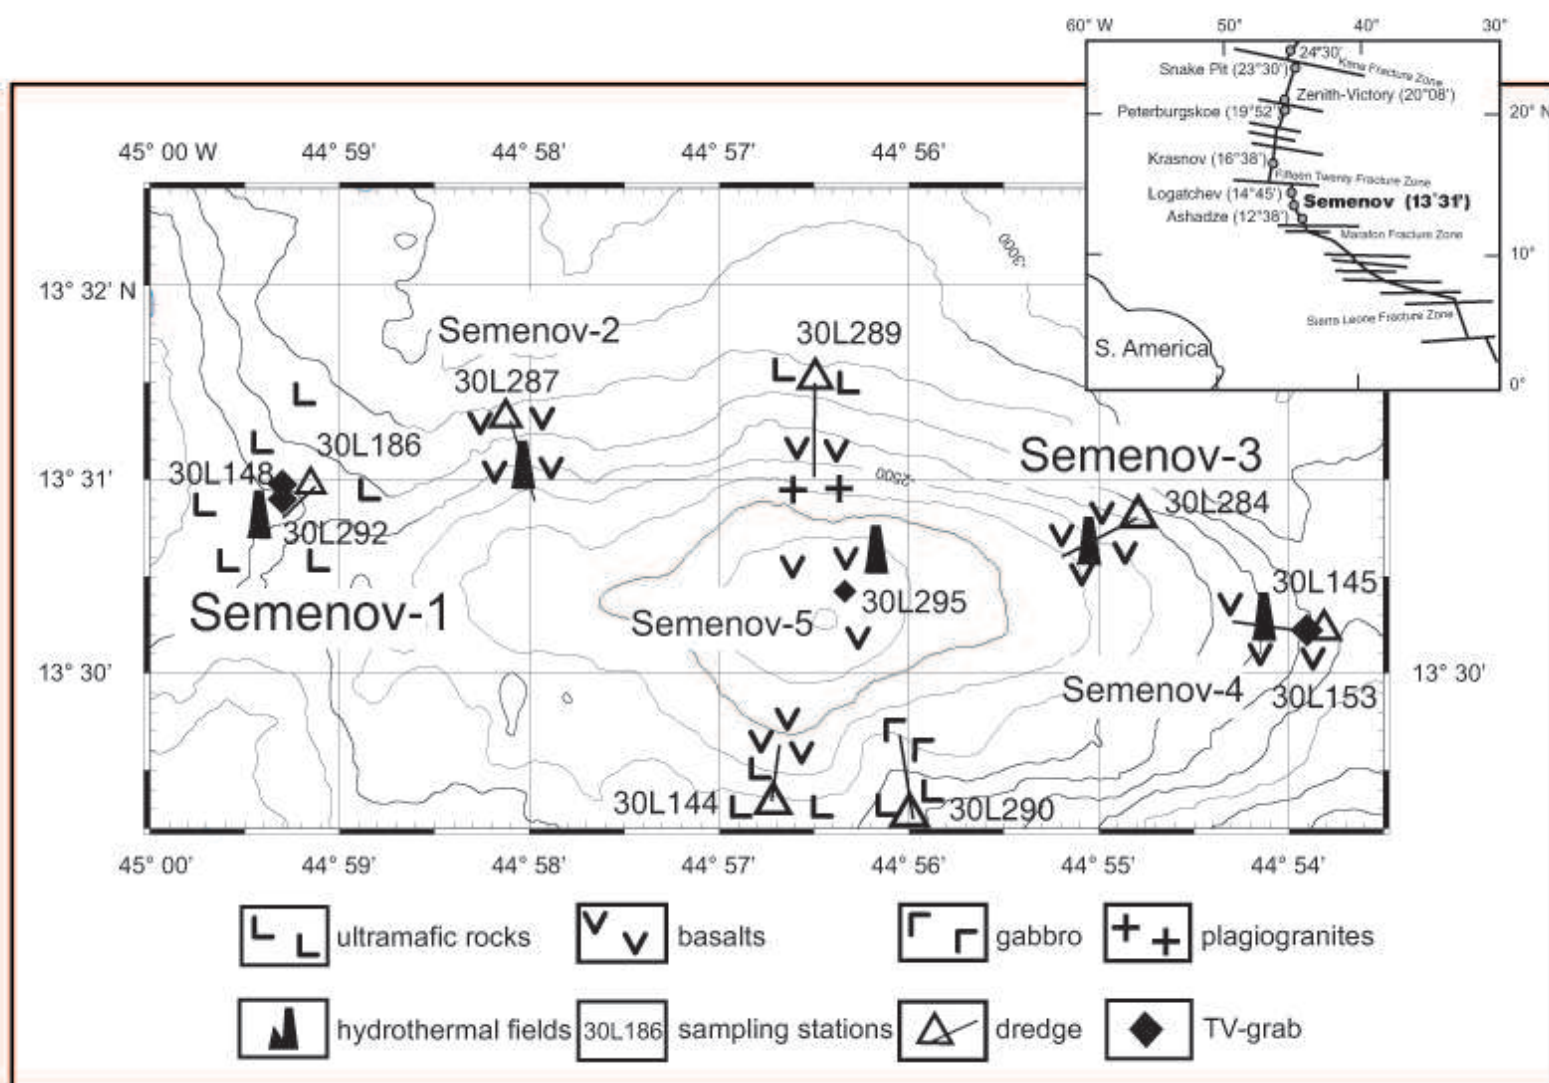 60° W 50° 40° 30°
24°30'
Kena Fracture Zone
Snake Pit (23°30')
Zenith-Victory (20°08')
Peterburgskoe (19°52')
20° N
Krasnov (16°38')
Fifteen Twenty Fracture Zone
Logatchev (14°45')
Semenov (13°31')
Ashadze (12°38')
Maraton Fracture Zone
10°
Sierra Leone Fracture Zone
S. America
0°
45° 00 W 44° 59' 44° 58' 44° 57' 44° 56'
-3000
13° 32' N
Semenov-2
30L289
30L287
30L186
Semenov-3
30L148
13° 31'
-2500
30L284
30L292
30L145
Semenov-1
30L295
Semenov-5
13° 30'
13° 30'
Semenov-4
30L153
30L144
30L290
45° 00' 44° 59' 44° 58' 44° 57' 44° 56' 44° 55' 44° 54'
ultramafic rocks basalts gabbro plagiogranites
hydrothermal fields 30L186 sampling stations dredge TV-grab